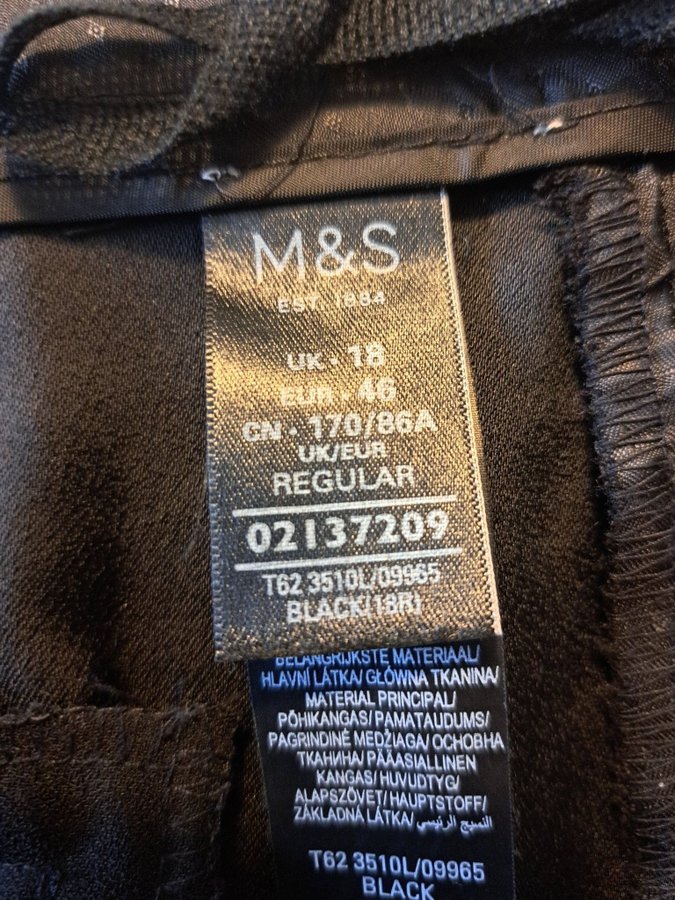 M&S
EST. 1884
UK • 18
EUR • 46
CN • 170/86A
UK/EUR
REGULAR
02137209
T62 3510L/09965
BLACK(18R)
BELANGRIJKSTE MATERIAAL/
HLAVNÍ LÁTKA/ GŁÓWNA TKANINA/
MATERIAL PRINCIPAL/
PÕHIKANGAS/ PAMATAUDUMS/
PAGRINDINĖ MEDŽIAGA/ ОСНОВНА
ТКАНИНА/ PÄÄASIALLINEN
KANGAS/ HUVUDTYG/
ALAPSZÖVET/ HAUPTSTOFF/
ZÁKLADNÁ LÁTKA/ النسيج الرئيسي/
T62 3510L/09965
BLACK